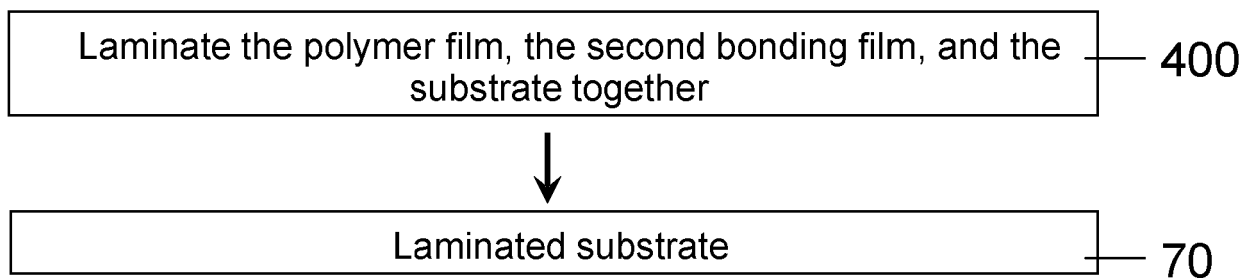 Laminate the polymer film, the second bonding film, and the
substrate together
400
Laminated substrate
70